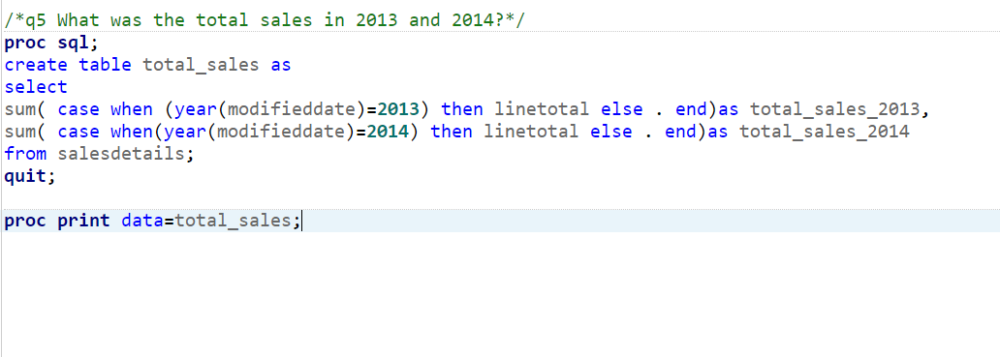 /*q5 What was the total sales in 2013 and 2014?*/
proc sql;
create table total_sales as
select
sum( case when (year(modifieddate)=2013) then linetotal else . end)as total_sales_2013,
sum( case when(year(modifieddate)=2014) then linetotal else . end)as total_sales_2014
from salesdetails;
quit;
proc print data=total_sales;